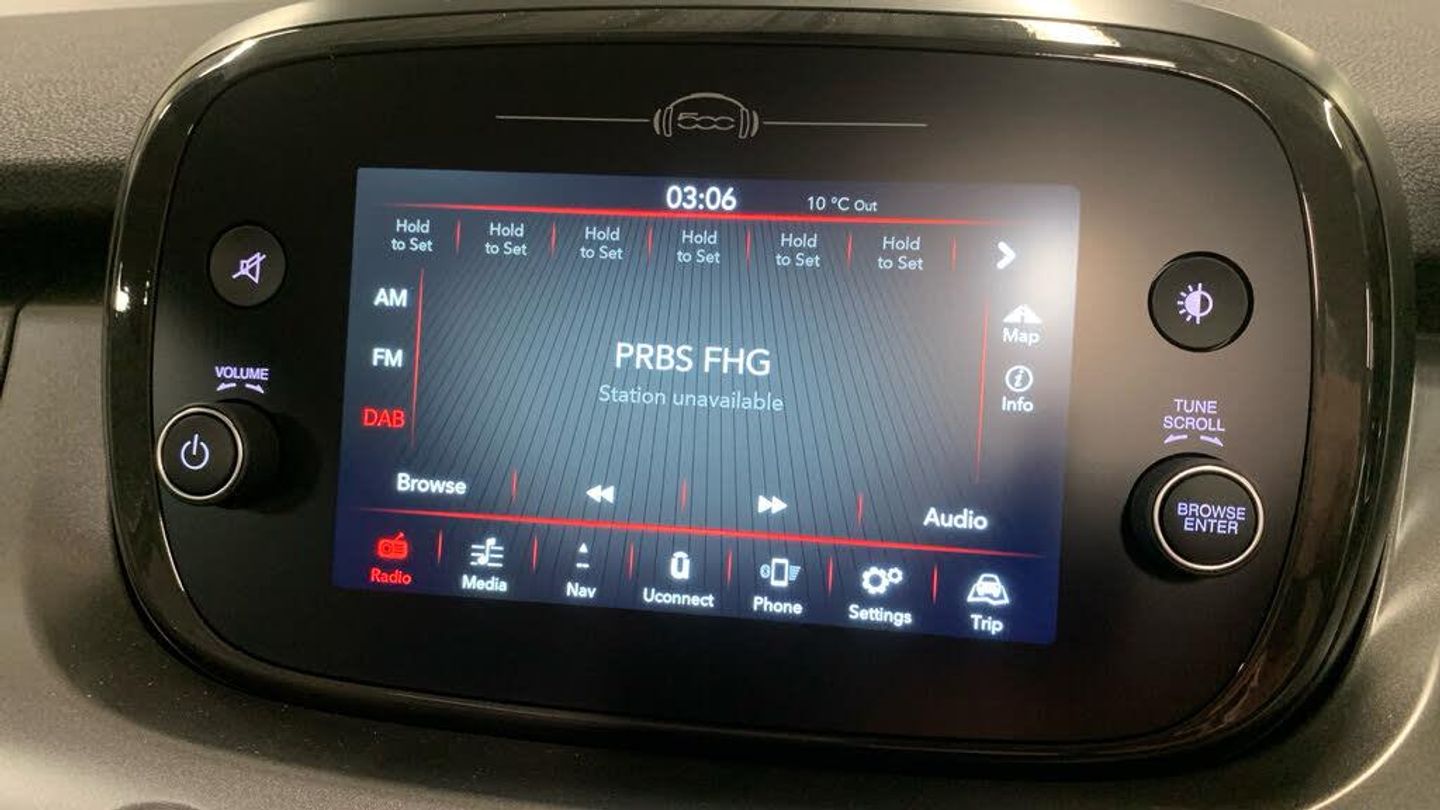 500
03:06 10 °C Out
Hold to Set Hold to Set Hold to Set Hold to Set Hold to Set Hold to Set
AM
FM
DAB
PRBS FHG
Station unavailable
Map
Info
VOLUME
TUNE
SCROLL
BROWSE
ENTER
Browse Audio
Radio Media Nav Uconnect Phone Settings Trip